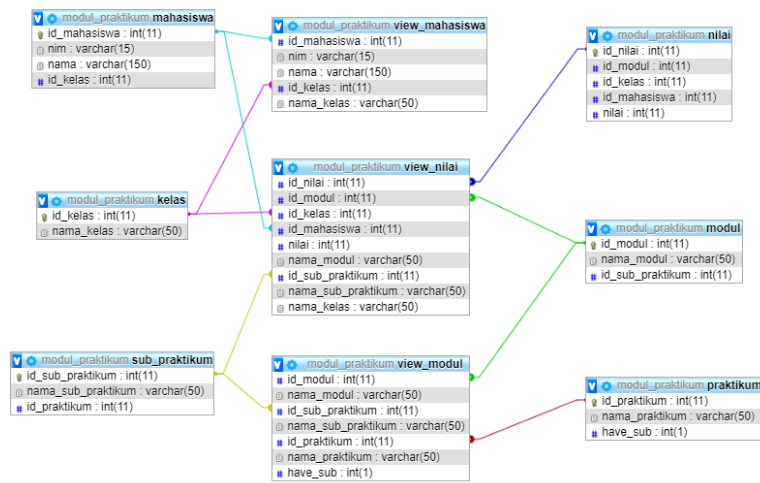 modul_praktikum mahasiswa
id_mahasiswa : int(11)
nim : varchar(15)
nama : varchar(150)
id_kelas : int(11)
modul_praktikum view_mahasiswa
id_mahasiswa : int(11)
nim : varchar(15)
nama : varchar(150)
id_kelas : int(11)
nama_kelas : varchar(50)
modul_praktikum nilai
id_nilai : int(11)
id_modul : int(11)
id_kelas : int(11)
id_mahasiswa : int(11)
nilai : int(11)
modul_praktikum kelas
id_kelas : int(11)
nama_kelas : varchar(50)
modul_praktikum view_nilai
id_nilai : int(11)
id_modul : int(11)
id_kelas : int(11)
id_mahasiswa : int(11)
nilai : int(11)
nama_modul : varchar(50)
id_sub_praktikum : int(11)
nama_sub_praktikum : varchar(50)
nama_kelas : varchar(50)
modul_praktikum modul
id_modul : int(11)
nama_modul : varchar(50)
id_sub_praktikum : int(11)
modul_praktikum sub_praktikum
id_sub_praktikum : int(11)
nama_sub_praktikum : varchar(50)
id_praktikum : int(11)
modul_praktikum view_modul
id_modul : int(11)
nama_modul : varchar(50)
id_sub_praktikum : int(11)
nama_sub_praktikum : varchar(50)
id_praktikum : int(11)
nama_praktikum : varchar(50)
have_sub : int(1)
modul_praktikum praktikum
id_praktikum : int(11)
nama_praktikum : varchar(50)
have_sub : int(1)